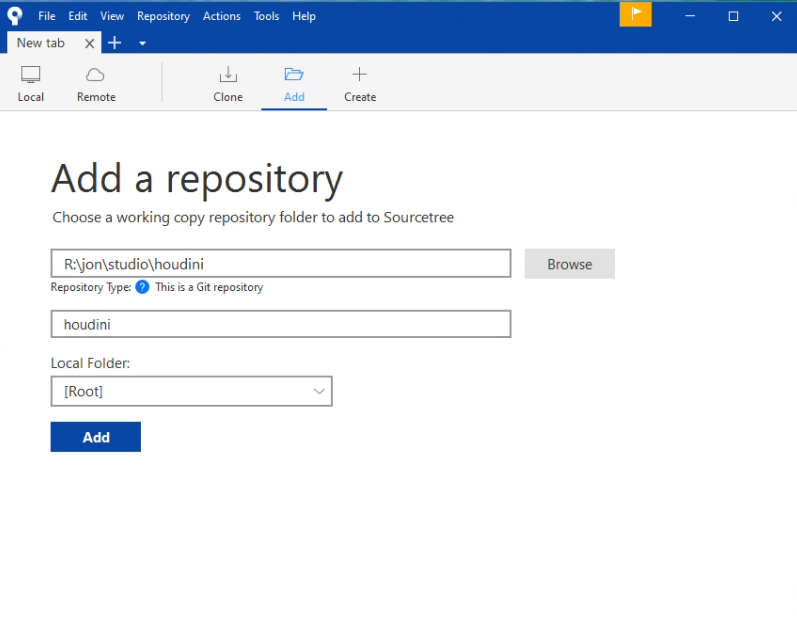 File Edit View Repository Actions Tools Help
New tab
Local Remote Clone Add Create
Add a repository
Choose a working copy repository folder to add to Sourcetree
R:\jon\studio\houdini Browse
Repository Type: ? This is a Git repository
houdini
Local Folder:
[Root]
Add